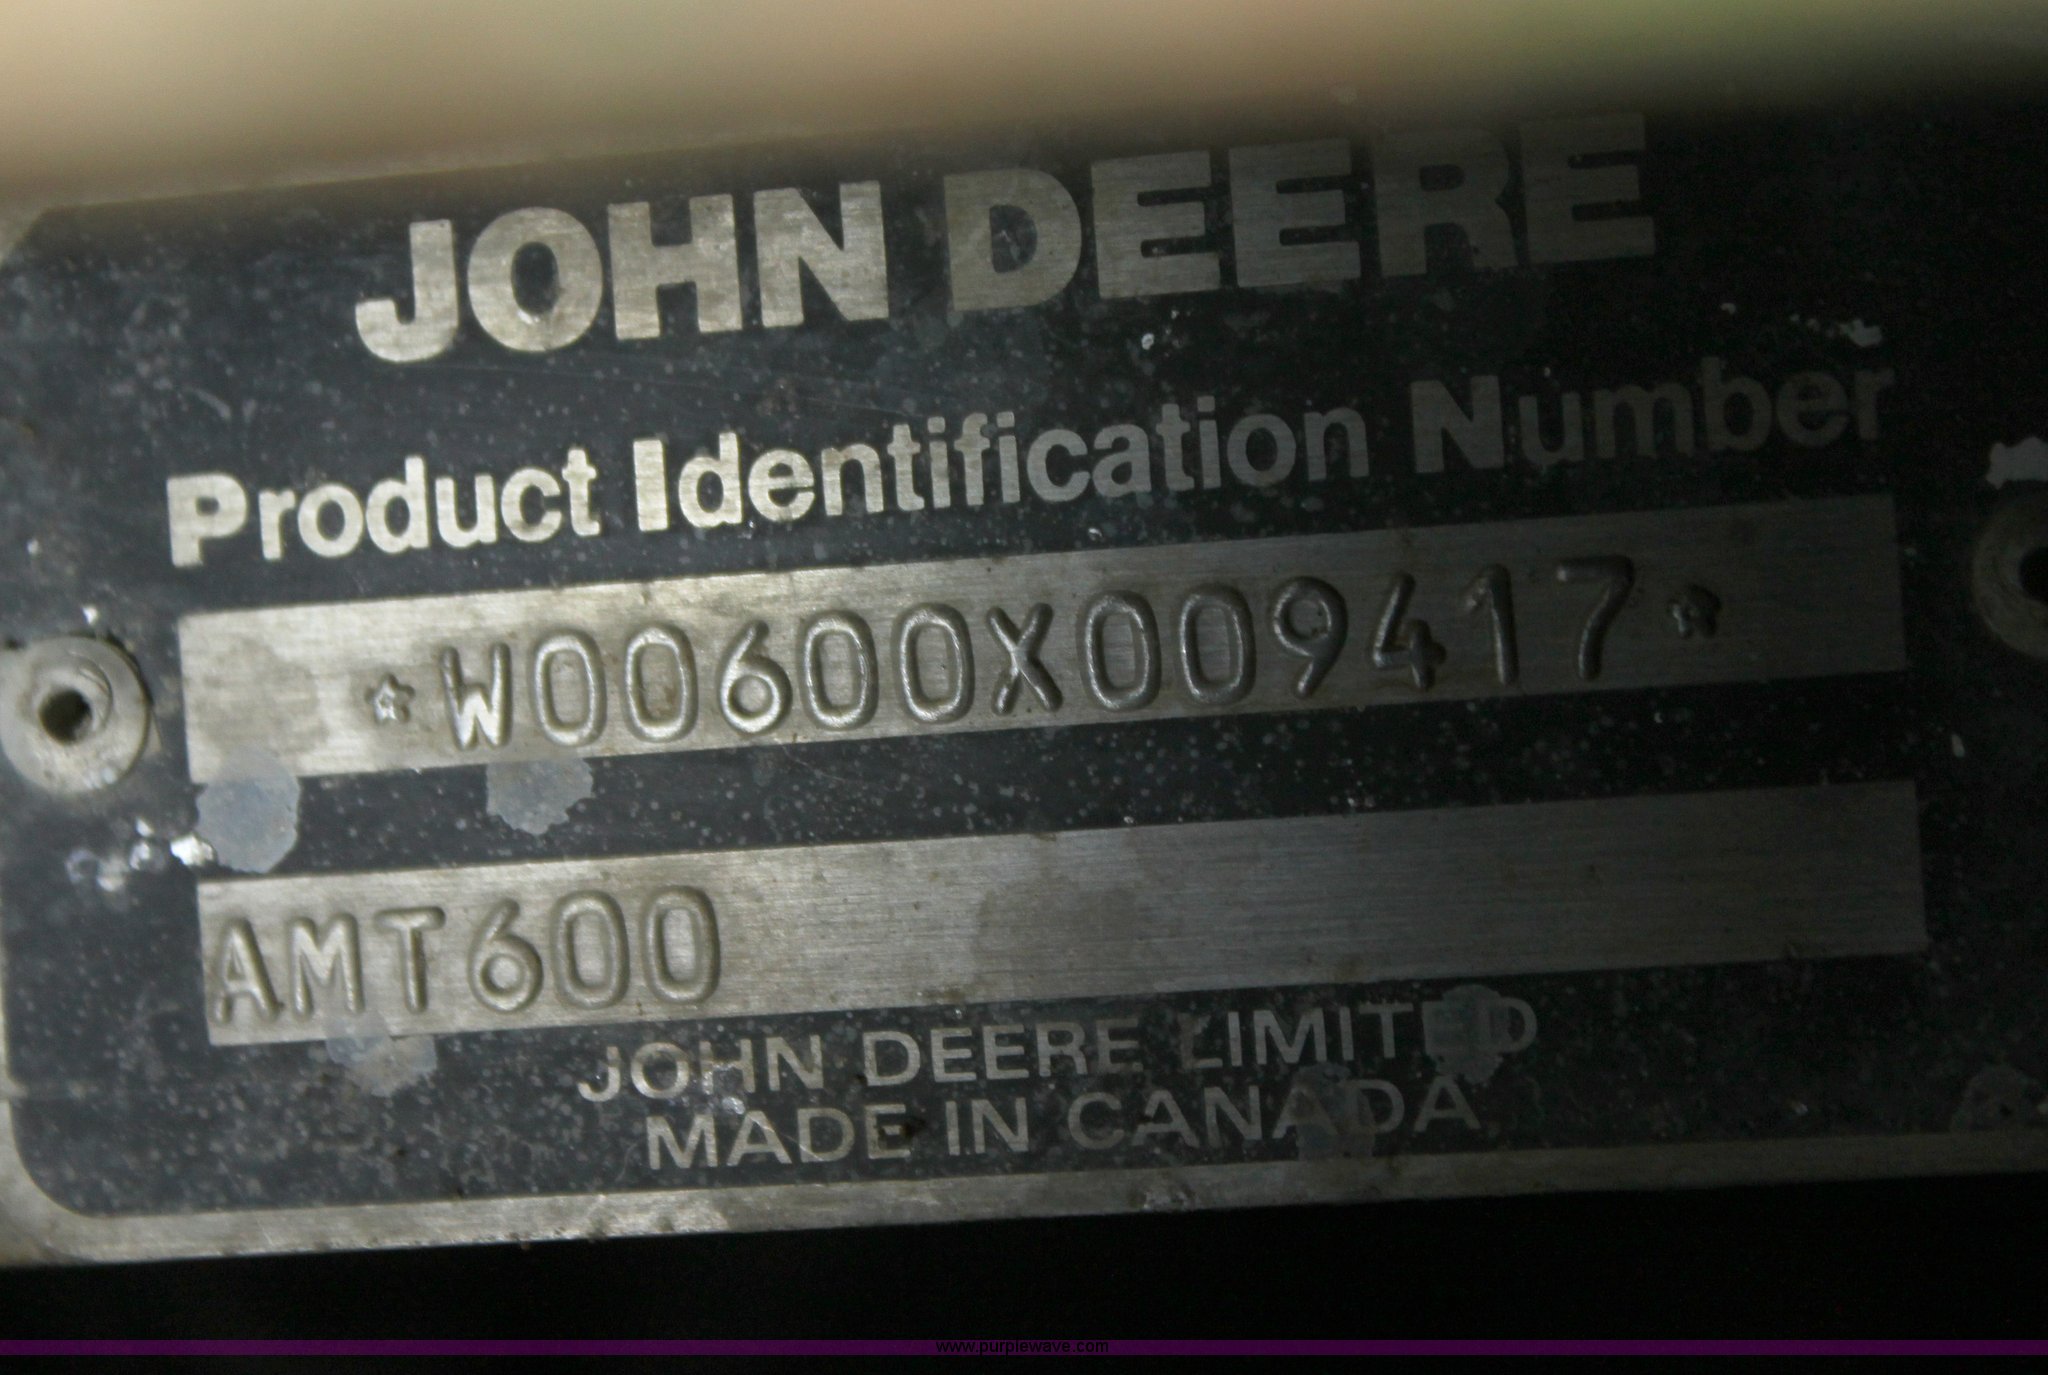 JOHN DEERE
Product Identification Number
*W00600X009417*
AMT600
JOHN DEERE LIMITED
MADE IN CANADA
www.purplewave.com